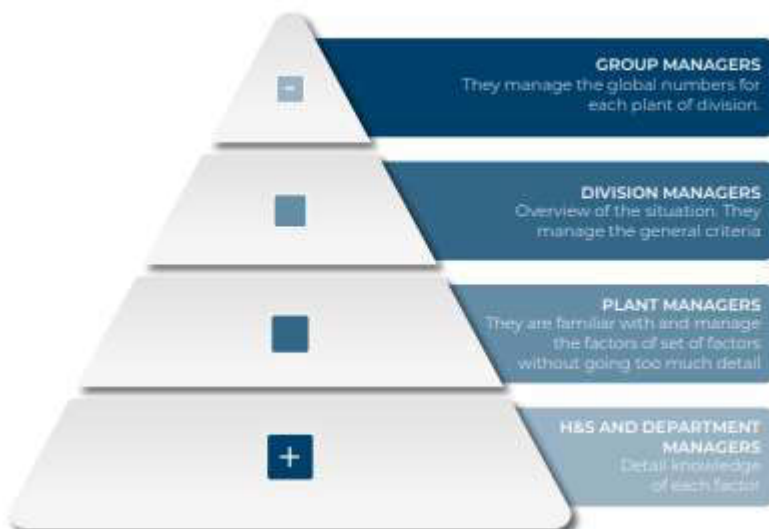 -
GROUP MANAGERS
They manage the global numbers for
each plant of division.
DIVISION MANAGERS
Overview of the situation. They
manage the general criteria
PLANT MANAGERS
They are familiar with and manage
the factors of set of factors
without going too much detail
+
H&S AND DEPARTMENT
MANAGERS
Detail knowledge
of each factor